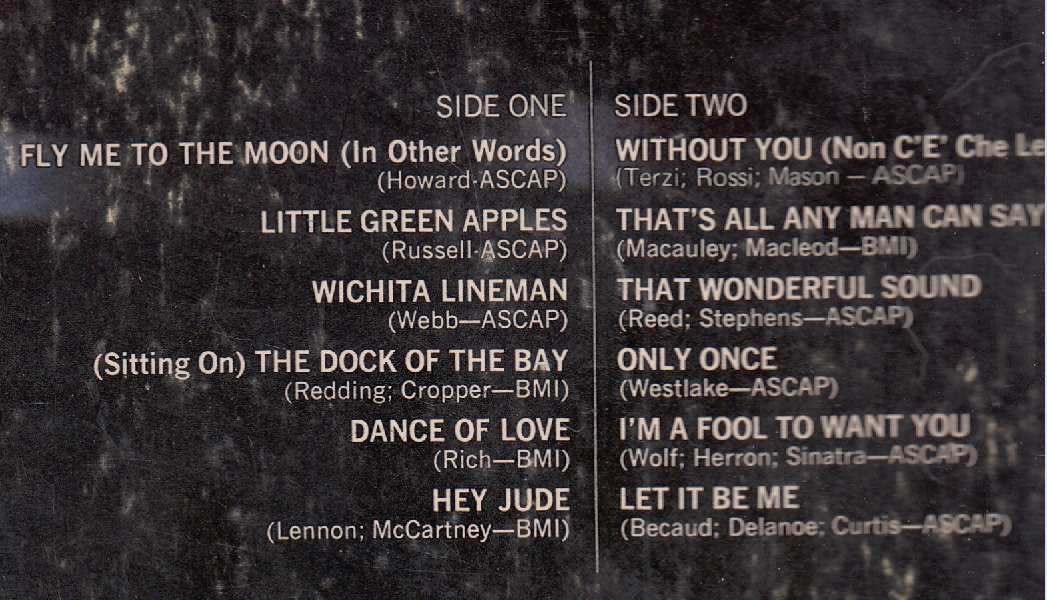 SIDE ONE
FLY ME TO THE MOON (In Other Words)
(Howard-ASCAP)
LITTLE GREEN APPLES
(Russell-ASCAP)
WICHITA LINEMAN
(Webb—ASCAP)
(Sitting On) THE DOCK OF THE BAY
(Redding; Cropper—BMI)
DANCE OF LOVE
(Rich—BMI)
HEY JUDE
(Lennon; McCartney—BMI)
SIDE TWO
WITHOUT YOU (Non C'E' Che Le
(Terzi; Rossi; Mason — ASCAP)
THAT'S ALL ANY MAN CAN SAY
(Macauley; Macleod—BMI)
THAT WONDERFUL SOUND
(Reed; Stephens—ASCAP)
ONLY ONCE
(Westlake—ASCAP)
I'M A FOOL TO WANT YOU
(Wolf; Herron; Sinatra—ASCAP)
LET IT BE ME
(Becaud; Delanoe; Curtis—ASCAP)